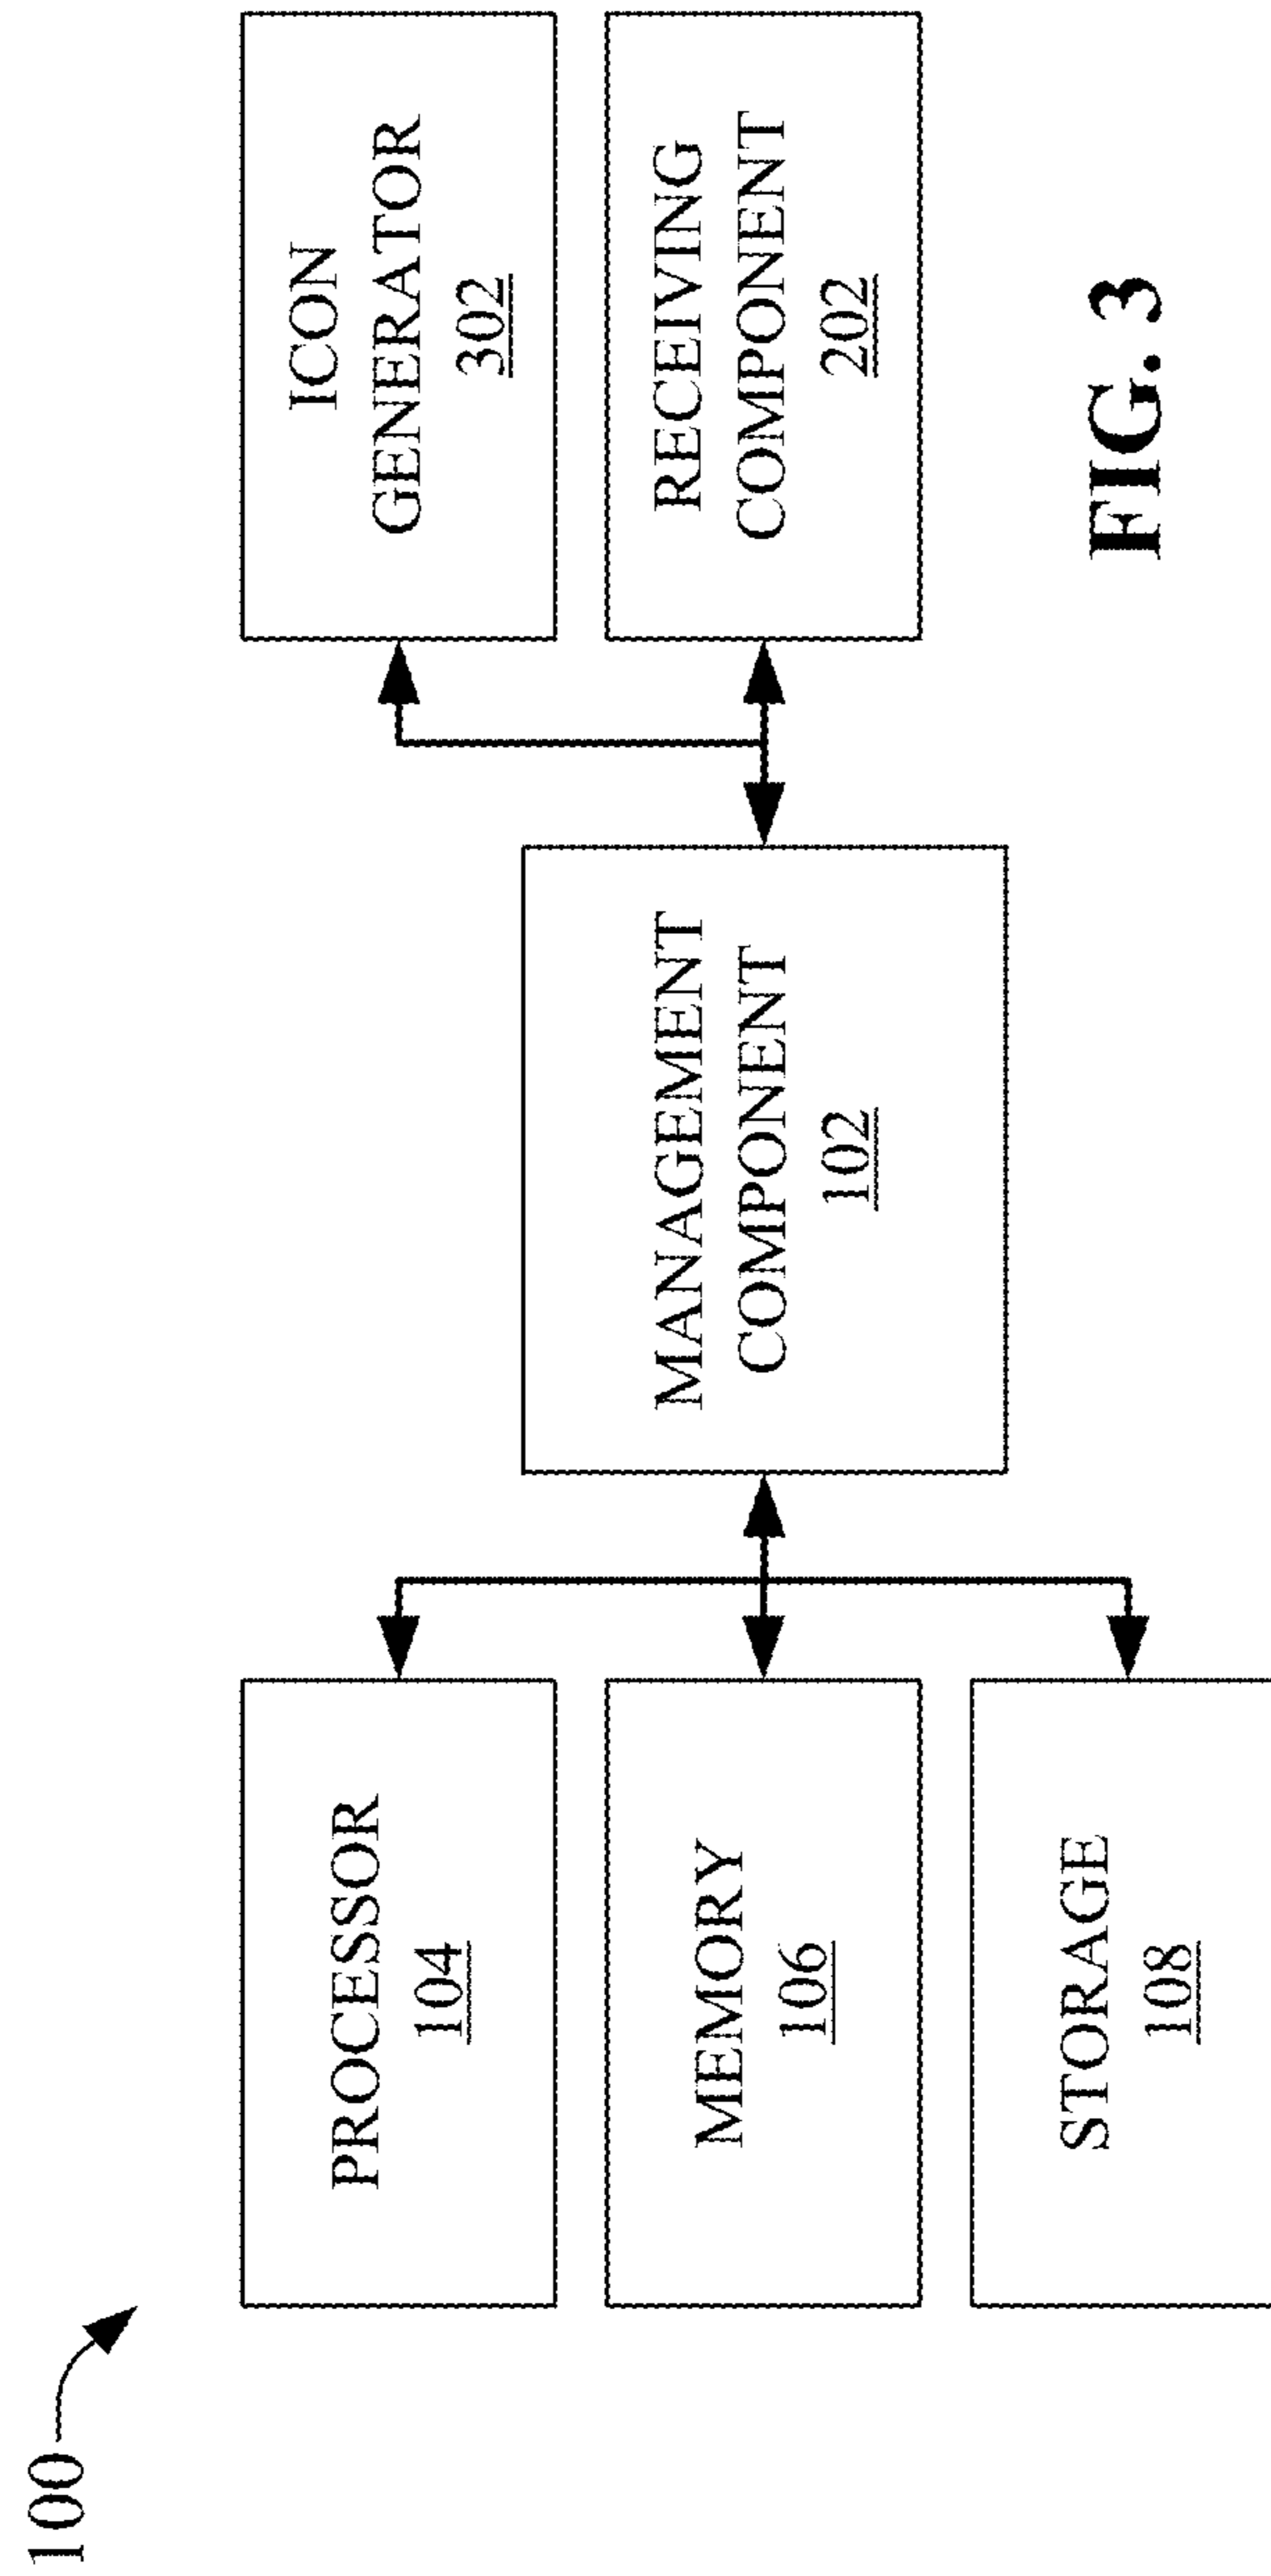 100
PROCESSOR
104
MEMORY
106
STORAGE
108
MANAGEMENT
COMPONENT
102
ICON
GENERATOR
302
RECEIVING
COMPONENT
202
FIG. 3